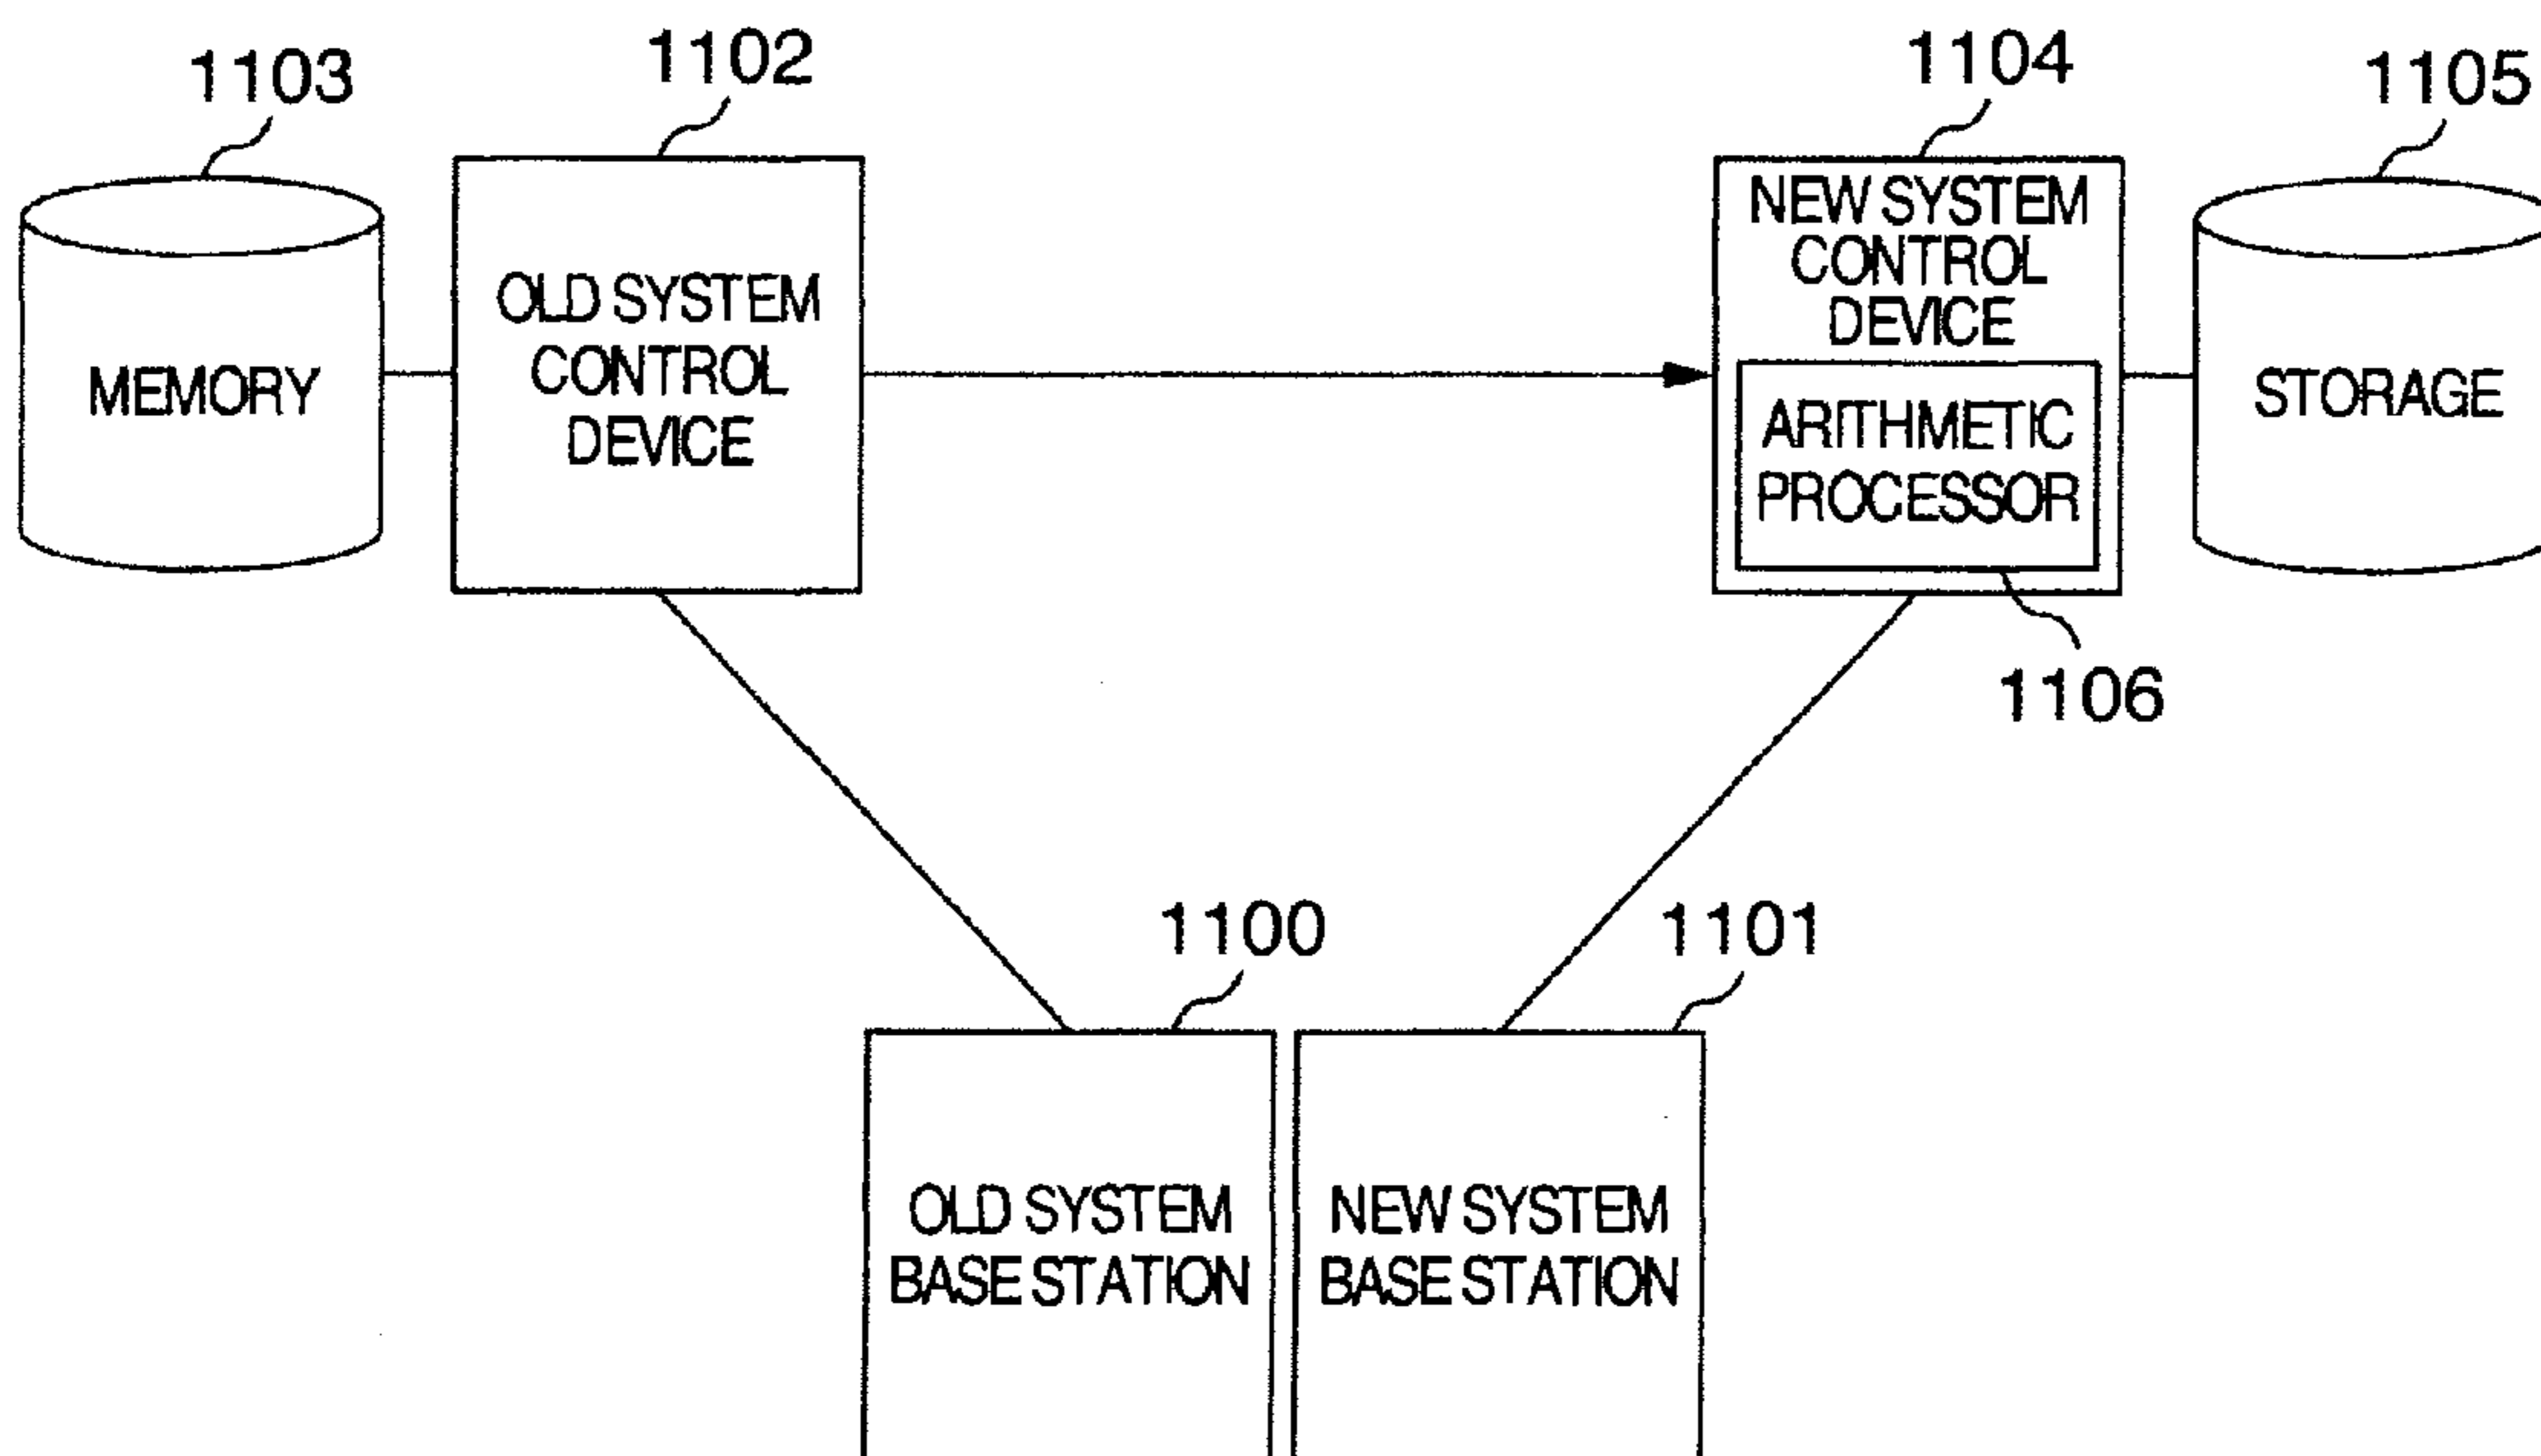 1103
1102
1104
1105
MEMORY
OLD SYSTEM
CONTROL
DEVICE
NEW SYSTEM
CONTROL
DEVICE
ARITHMETIC
PROCESSOR
STORAGE
1106
1100
1101
OLD SYSTEM
BASE STATION
NEW SYSTEM
BASE STATION